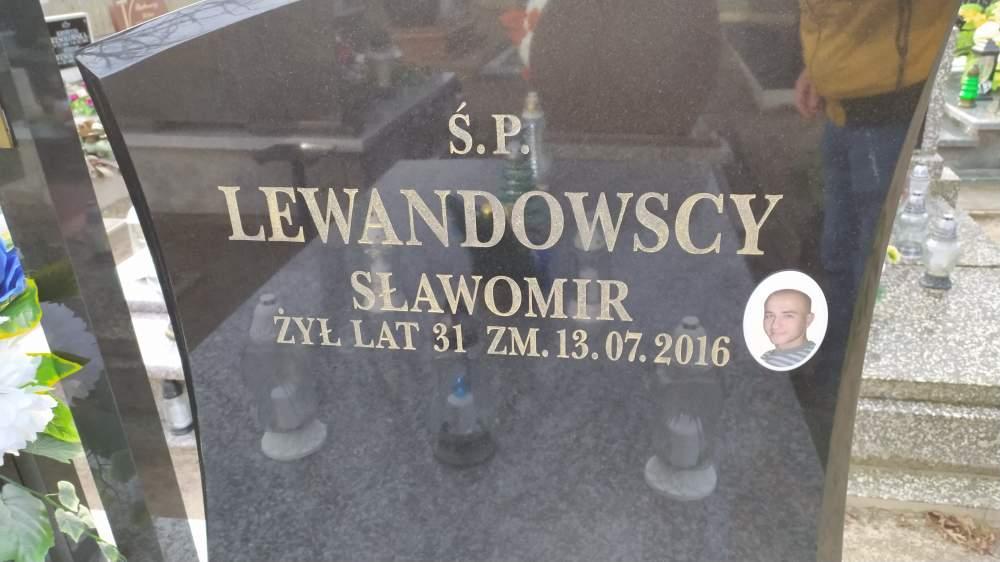 Ś.P.
LEWANDOWSCY
SŁAWOMIR
ŻYŁ LAT 31 ZM. 13.07.2016